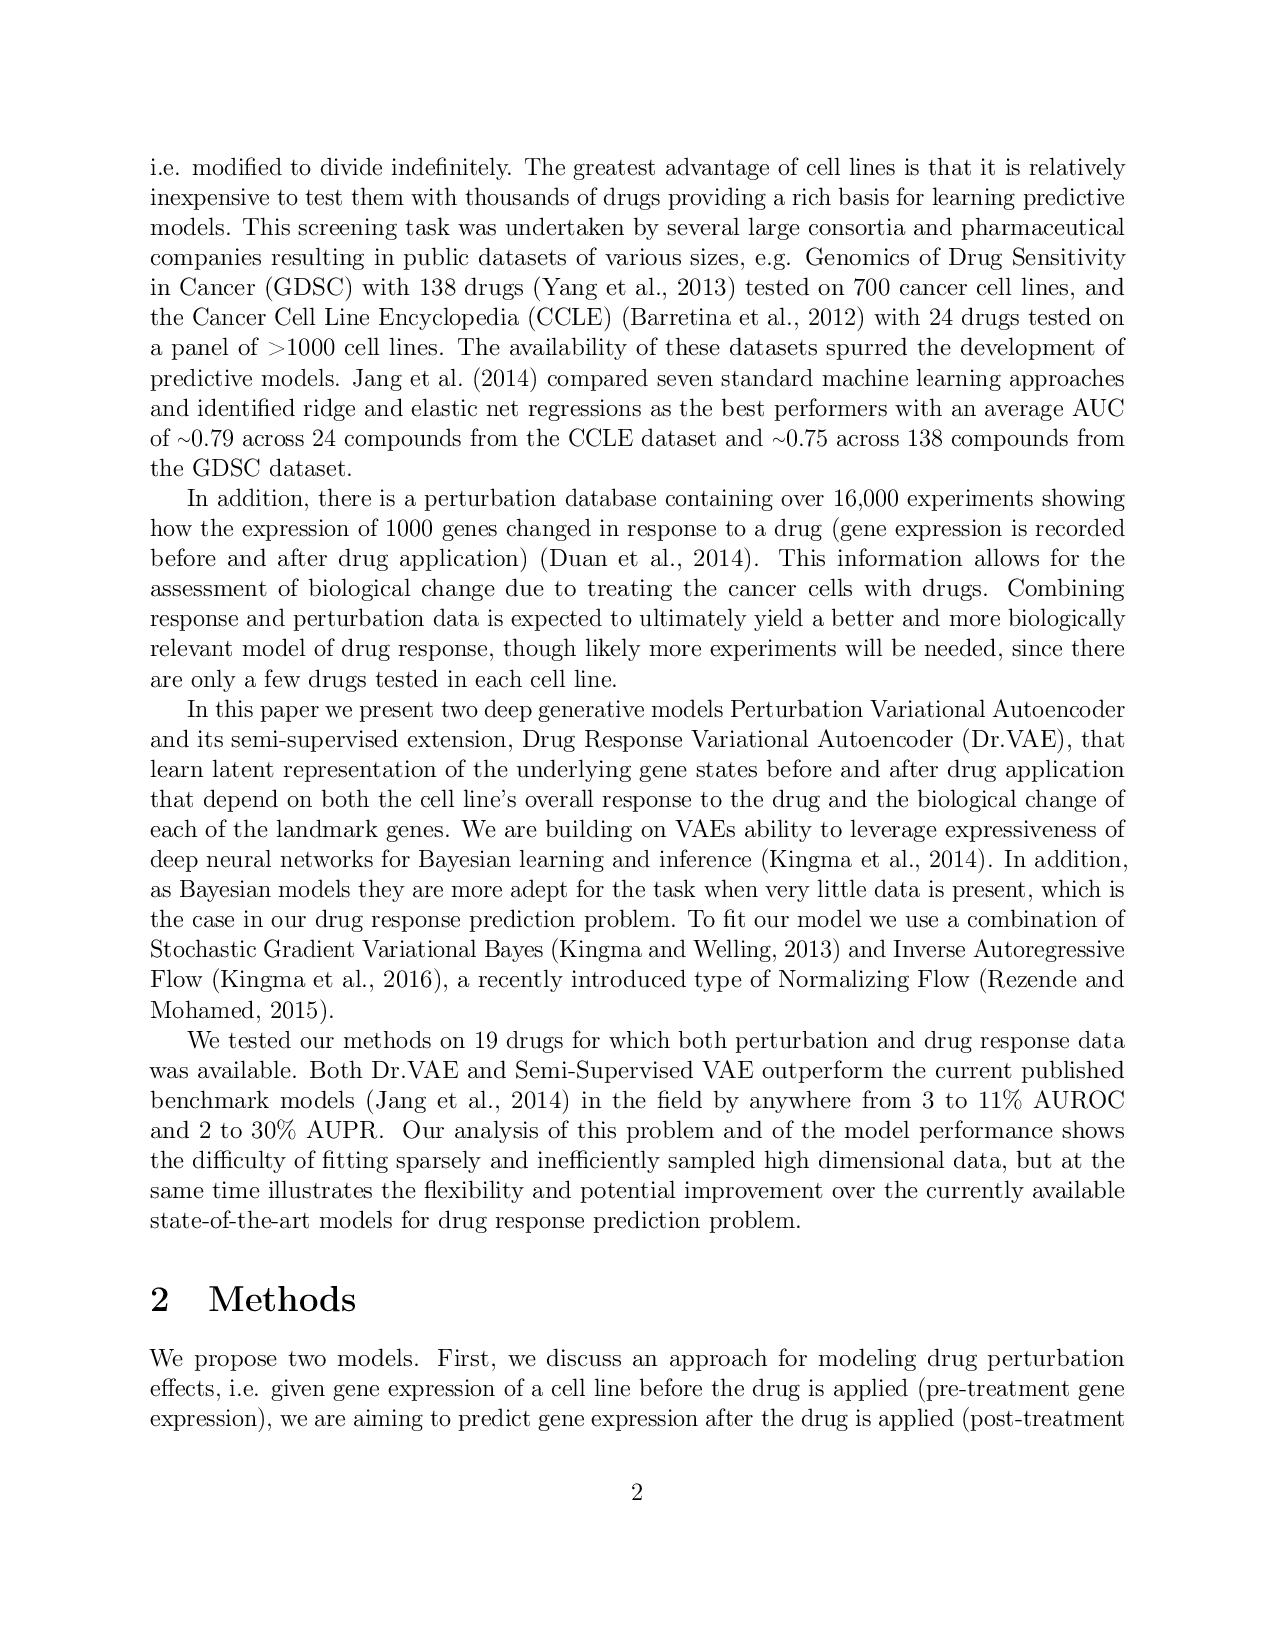 i.e. modified to divide indefinitely. The greatest advantage of cell lines is that it is relatively
inexpensive to test them with thousands of drugs providing a rich basis for learning predictive
models. This screening task was undertaken by several large consortia and pharmaceutical
companies resulting in public datasets of various sizes, e.g. Genomics of Drug Sensitivity
in Cancer (GDSC) with 138 drugs (Yang et al., 2013) tested on 700 cancer cell lines, and
the Cancer Cell Line Encyclopedia (CCLE) (Barretina et al., 2012) with 24 drugs tested on
a panel of >1000 cell lines. The availability of these datasets spurred the development of
predictive models. Jang et al. (2014) compared seven standard machine learning approaches
and identified ridge and elastic net regressions as the best performers with an average AUC
of ~0.79 across 24 compounds from the CCLE dataset and ~0.75 across 138 compounds from
the GDSC dataset.
In addition, there is a perturbation database containing over 16,000 experiments showing
how the expression of 1000 genes changed in response to a drug (gene expression is recorded
before and after drug application) (Duan et al., 2014). This information allows for the
assessment of biological change due to treating the cancer cells with drugs. Combining
response and perturbation data is expected to ultimately yield a better and more biologically
relevant model of drug response, though likely more experiments will be needed, since there
are only a few drugs tested in each cell line.
In this paper we present two deep generative models Perturbation Variational Autoencoder
and its semi-supervised extension, Drug Response Variational Autoencoder (Dr.VAE), that
learn latent representation of the underlying gene states before and after drug application
that depend on both the cell line's overall response to the drug and the biological change of
each of the landmark genes. We are building on VAEs ability to leverage expressiveness of
deep neural networks for Bayesian learning and inference (Kingma et al., 2014). In addition,
as Bayesian models they are more adept for the task when very little data is present, which is
the case in our drug response prediction problem. To fit our model we use a combination of
Stochastic Gradient Variational Bayes (Kingma and Welling, 2013) and Inverse Autoregressive
Flow (Kingma et al., 2016), a recently introduced type of Normalizing Flow (Rezende and
Mohamed, 2015).
We tested our methods on 19 drugs for which both perturbation and drug response data
was available. Both Dr.VAE and Semi-Supervised VAE outperform the current published
benchmark models (Jang et al., 2014) in the field by anywhere from 3 to 11% AUROC
and 2 to 30% AUPR. Our analysis of this problem and of the model performance shows
the difficulty of fitting sparsely and inefficiently sampled high dimensional data, but at the
same time illustrates the flexibility and potential improvement over the currently available
state-of-the-art models for drug response prediction problem.
2 Methods
We propose two models. First, we discuss an approach for modeling drug perturbation
effects, i.e. given gene expression of a cell line before the drug is applied (pre-treatment gene
expression), we are aiming to predict gene expression after the drug is applied (post-treatment
2